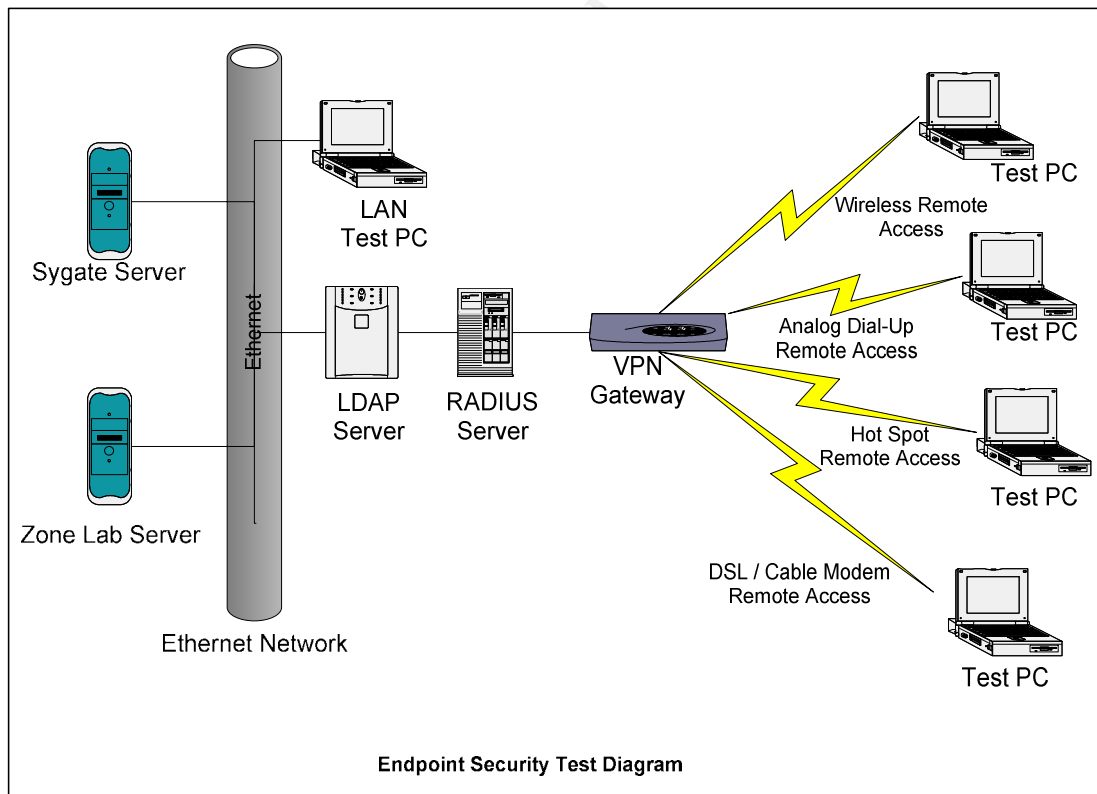 Sygate Server
Zone Lab Server
Ethernet
Ethernet Network
LAN
Test PC
LDAP
Server
RADIUS
Server
VPN
Gateway
Wireless Remote
Access
Test PC
Analog Dial-Up
Remote Access
Test PC
Hot Spot
Remote Access
Test PC
DSL / Cable Modem
Remote Access
Test PC
Endpoint Security Test Diagram